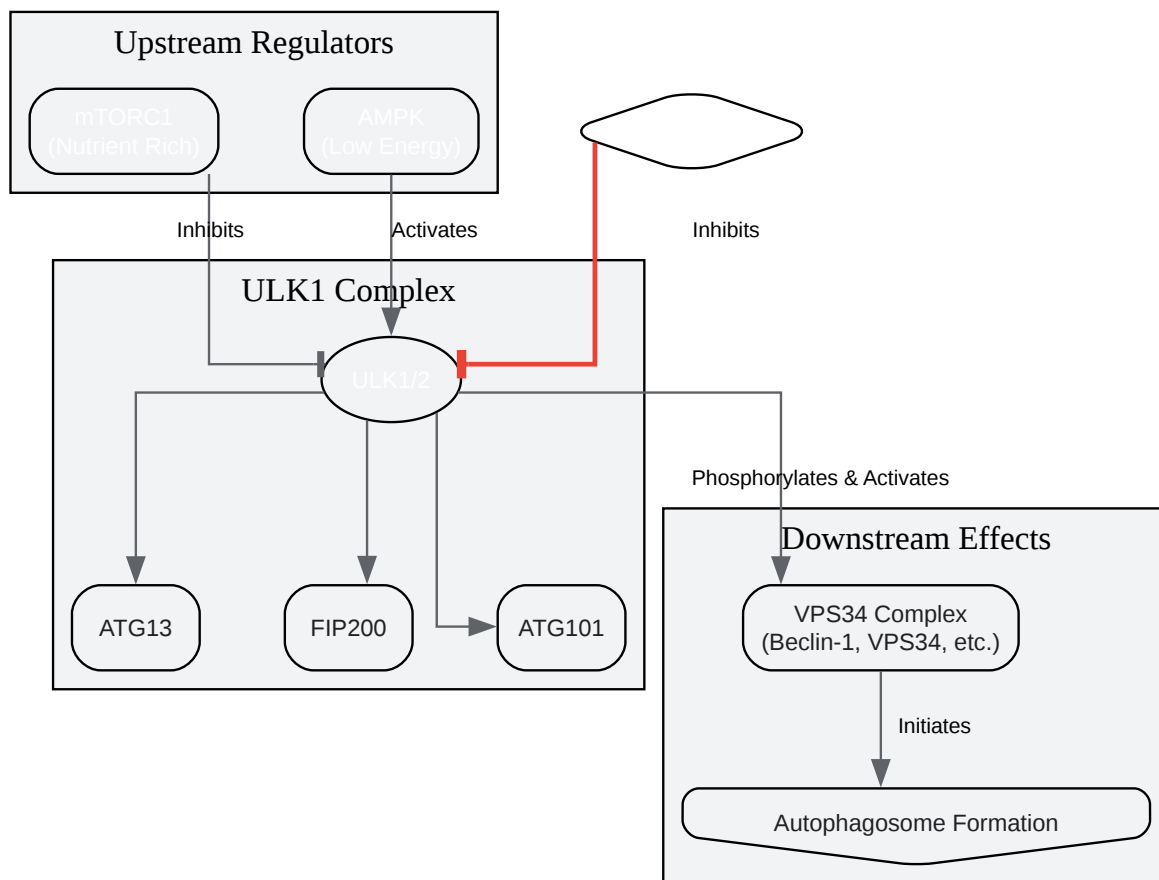 Upstream Regulators
mTORC1
(Nutrient Rich)
AMPK
(Low Energy)
Inhibits
Activates
Inhibits
ULK1 Complex
ULK1/2
Phosphorylates & Activates
Downstream Effects
ATG13
FIP200
ATG101
VPS34 Complex
(Beclin-1, VPS34, etc.)
Initiates
Autophagosome Formation